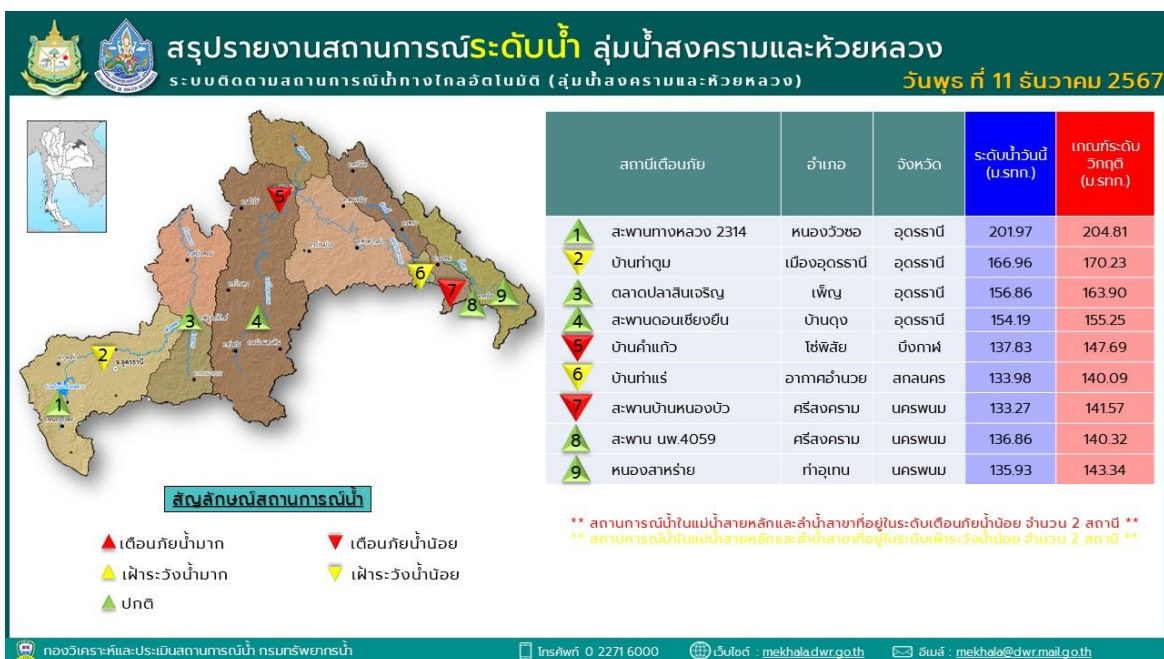 สรุปรายงานสถานการณ์ระดับน้ำ ลุ่มน้ำสงครามและห้วยหลวง
ระบบติดตามสถานการณ์น้ำทางไกลอัตโนมัติ (ลุ่มน้ำสงครามและห้วยหลวง)
วันพุธ ที่ 11 ธันวาคม 2567
สถานีเตือนภัย อำเภอ จังหวัด ระดับน้ำวันนี้ (ม.รทก.) เกณฑ์ระดับวิกฤติ (ม.รทก.)
1 สะพานทางหลวง 2314 หนองวัวซอ อุดรธานี 201.97 204.81
2 บ้านท่าตูม เมืองอุดรธานี อุดรธานี 166.96 170.23
3 ตลาดปลาสินเจริญ เพ็ญ อุดรธานี 156.86 163.90
4 สะพานดอนเชียงยืน บ้านดุง อุดรธานี 154.19 155.25
5 บ้านคำแก้ว โซ่พิสัย บึงกาฬ 137.83 147.69
6 บ้านท่าแร่ อากาศอำนวย สกลนคร 133.98 140.09
7 สะพานบ้านหนองบัว ศรีสงคราม นครพนม 133.27 141.57
8 สะพาน นพ.4059 ศรีสงคราม นครพนม 136.86 140.32
9 หนองสาหร่าย ท่าอุเทน นครพนม 135.93 143.34
5
6
7
8
9
3
4
2
จ.อุดรธานี
1
สัญลักษณ์สถานการณ์น้ำ
เตือนภัยน้ำมาก
เตือนภัยน้ำน้อย
เฝ้าระวังน้ำมาก
เฝ้าระวังน้ำน้อย
ปกติ
** สถานการณ์น้ำในแม่น้ำสายหลักและลำน้ำสาขาที่อยู่ในระดับเตือนภัยน้ำน้อย จำนวน 2 สถานี **
** สถานการณ์น้ำในแม่น้ำสายหลักและลำน้ำสาขาที่อยู่ในระดับเฝ้าระวังน้ำน้อย จำนวน 2 สถานี **
กองวิเคราะห์และประเมินสถานการณ์น้ำ กรมทรัพยากรน้ำ
โทรศัพท์ 0 2271 6000
เว็บไซต์ : mekhala.dwr.go.th
อีเมล์ : mekhala@dwr.mail.go.th